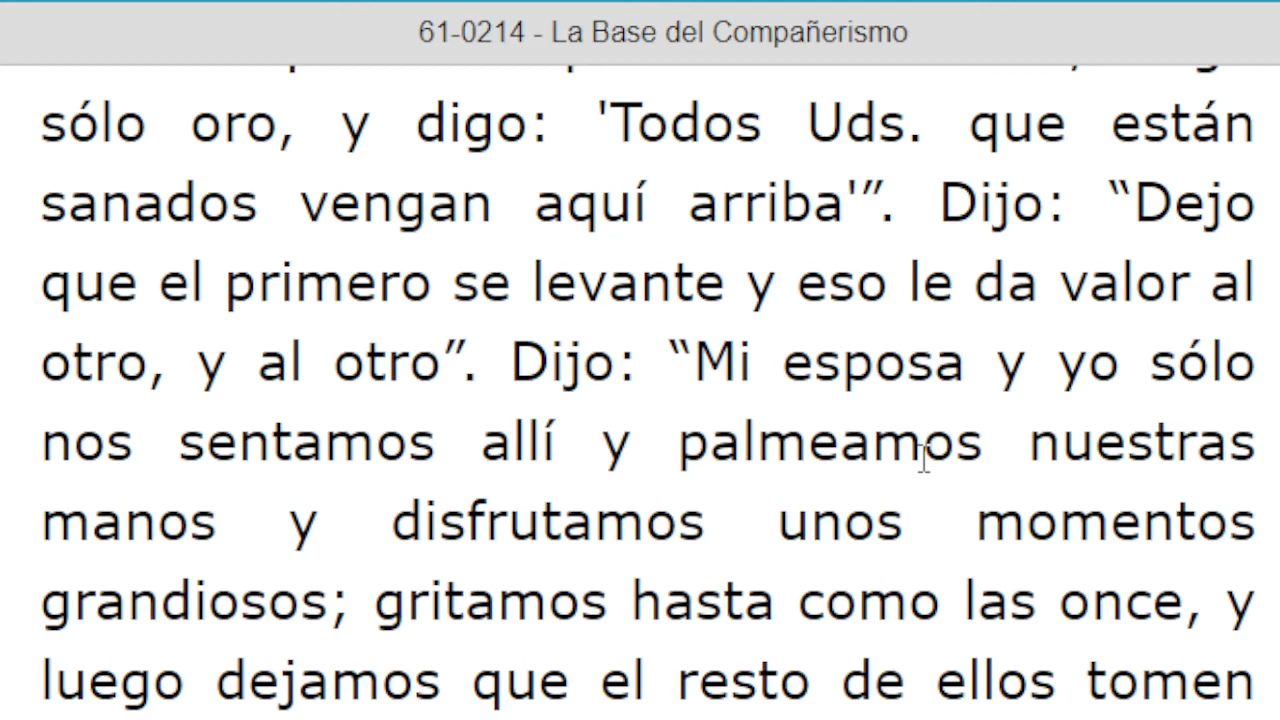 61-0214 - La Base del Compañerismo
sólo oro, y digo: 'Todos Uds. que están
sanados vengan aquí arriba'”. Dijo: “Dejo
que el primero se levante y eso le da valor al
otro, y al otro”. Dijo: “Mi esposa y yo sólo
nos sentamos allí y palmeamos nuestras
manos y disfrutamos unos momentos
grandiosos; gritamos hasta como las once, y
luego dejamos que el resto de ellos tomen